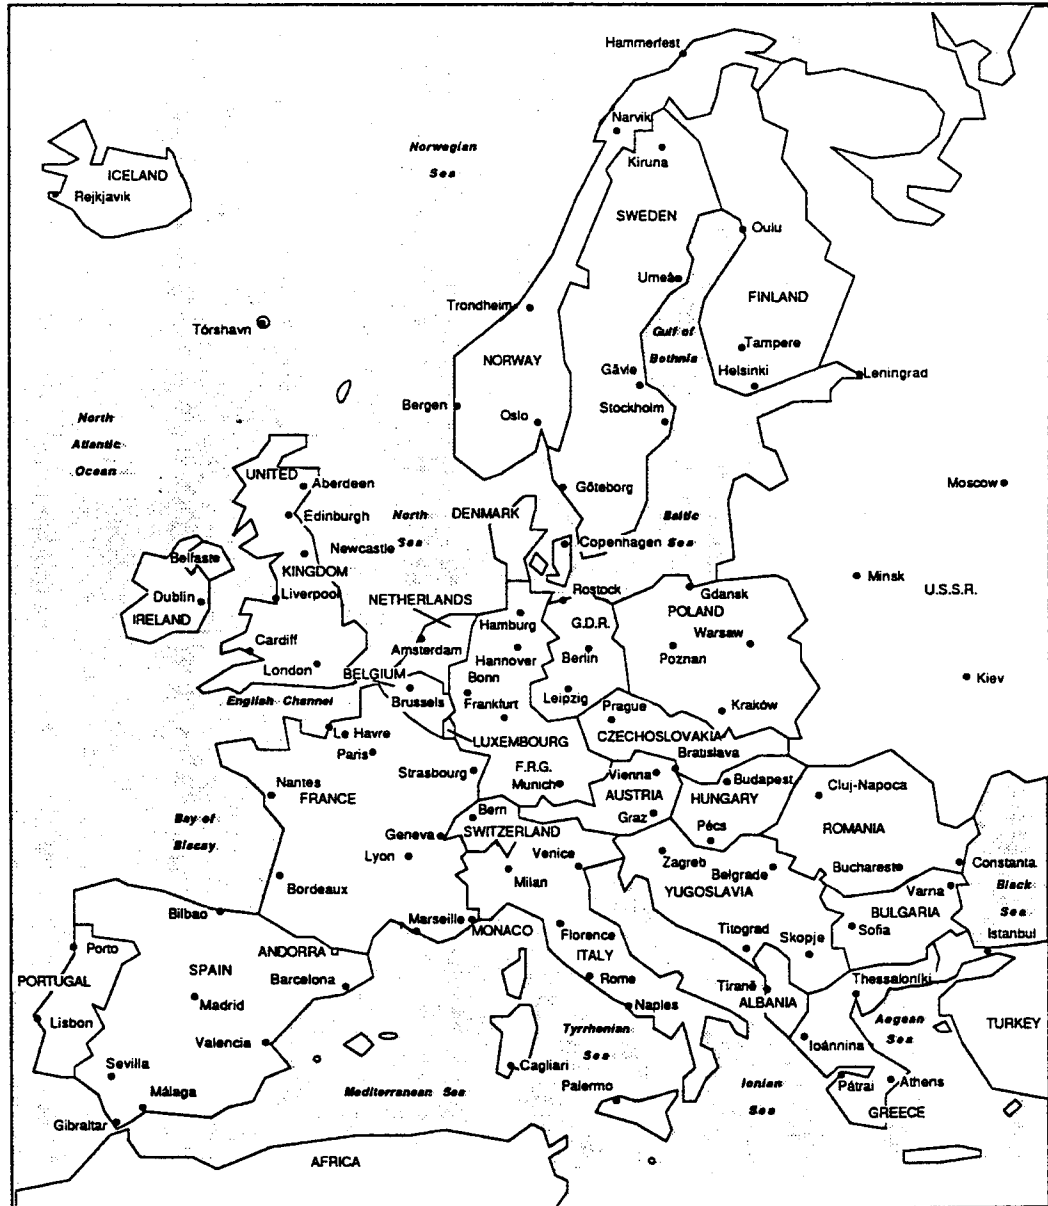 Hammerfest
Narvik
Norwegian
Sea
Kiruna
ICELAND
Rejkjavik
SWEDEN
Oulu
Umeå
FINLAND
Trondheim
Tórshavn
Gulf of
Bothnia
Tampere
NORWAY
Gävle
Helsinki
Leningrad
Bergen
Oslo
Stockholm
North
Atlantic
Ocean
UNITED
Aberdeen
Göteborg
Moscow
Edinburgh
North
Sea
DENMARK
Baltic
Sea
Newcastle
Copenhagen
Belfaste
KINGDOM
Minsk
U.S.S.R.
Dublin
Liverpool
NETHERLANDS
Rostock
Gdansk
IRELAND
Hamburg
G.D.R.
POLAND
Cardiff
Amsterdam
Hannover
Berlin
Poznan
Warsaw
London
BELGIUM
Bonn
Kiev
English Channel
Brussels
Frankfurt
Leipzig
Prague
Kraków
Le Havre
LUXEMBOURG
CZECHOSLOVAKIA
Paris
Bratislava
Strasbourg
F.R.G.
Vienna
Nantes
FRANCE
Munich
Budapest
Cluj-Napoca
AUSTRIA
HUNGARY
Bern
Graz
Bay of
Biscay
Geneva
SWITZERLAND
Pécs
ROMANIA
Lyon
Venice
Zagreb
Belgrade
Bucharest
Constanta
Bordeaux
Milan
YUGOSLAVIA
Varna
Black
Sea
Bilbao
Marseille
MONACO
Florence
BULGARIA
Porto
ANDORRA
ITALY
Titograd
Skopje
Sofia
Istanbul
PORTUGAL
SPAIN
Barcelona
Rome
Tiranë
Thessaloníki
Madrid
Naples
ALBANIA
Lisbon
Valencia
Tyrrhenian
Sea
Aegean
Sea
TURKEY
Ioánnina
Sevilla
Cagliari
Málaga
Mediterranean Sea
Palermo
Ionian
Sea
Pátrai
Athens
Gibraltar
GREECE
AFRICA